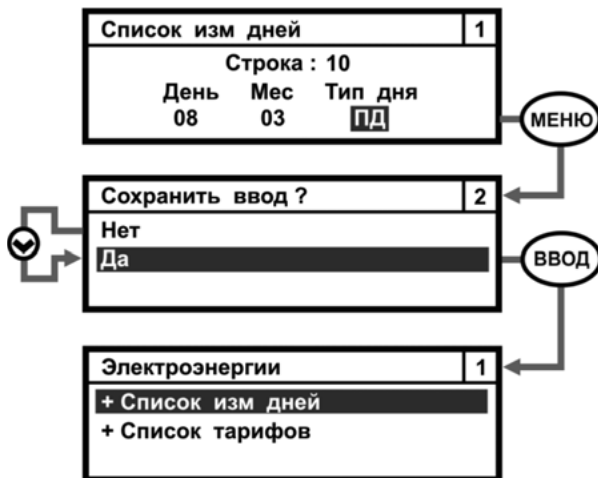 Список изм дней 1
Строка : 10
День Мес Тип дня
08 03 ПД
МЕНЮ
Сохранить ввод ? 2
Нет
Да
ВВОД
Электроэнергии 1
+ Список изм дней
+ Список тарифов